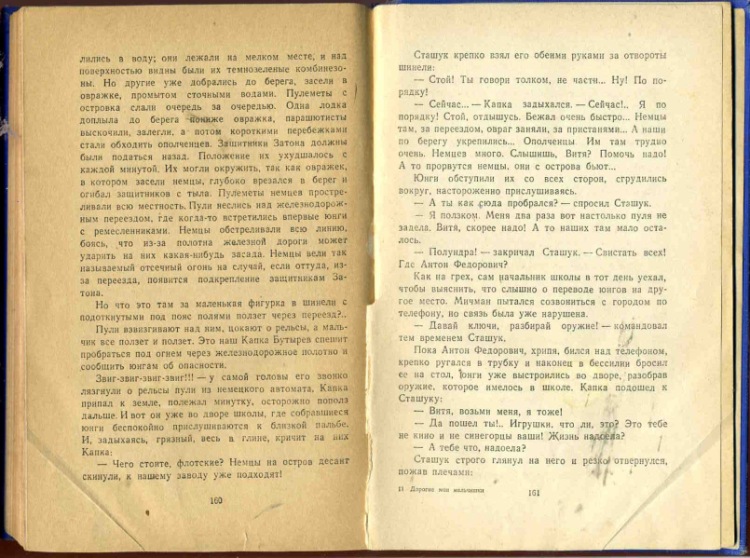 лились в воду; они лежали на мелком месте, и над
поверхностью видны были их темнозеленые комбинезо-
ны. Но другие уже добрались до берега, засели в
овражке, промытом сточными водами. Пулеметы с
островка слали очередь за очередью. Одна лодка
доплыла до берега пониже овражка, парашютисты
выскочили, залегли, а потом короткими перебежками
стали обходить ополченцев. Защитники Затона должны
были податься назад. Положение их ухудшалось с
каждой минутой. Их могли окружить, так как овражек,
в котором засели немцы, глубоко врезался в берег и
огибал защитников с тыла. Пулеметы немцев простре-
ливали всю местность. Пули неслись над железнодорож-
ным переездом, где когда-то встретились впервые юнги
с ремесленниками. Немцы обстреливали всю линию,
боясь, что из-за полотна железной дороги может
ударить на них какая-нибудь засада. Немцы вели так
называемый отсечный огонь на случай, если оттуда, из-
за переезда, появится подкрепление защитникам За-
тона.
Но что это там за маленькая фигурка в шинели с
подоткнутыми под пояс полями ползет через переезд?..
Пули взвизгивают над ним, цокают о рельсы, а маль-
чик все ползет и ползет. Это наш Капка Бутырев спешит
пробраться под огнем через железнодорожное полотно и
сообщить юнгам об опасности.
Звиг-звиг-звиг-звиг!!! — у самой головы его звонко
лязгнули о рельсы пули из немецкого автомата. Капка
припал к земле, полежал минутку, осторожно пополз
дальше. И вот он уже во дворе школы, где собравшиеся
юнги беспокойно прислушиваются к близкой пальбе.
И, задыхаясь, грязный, весь в глине, кричит на них
Капка:
— Чего стоите, флотские? Немцы на остров десант
скинули, к нашему заводу уже подходят!
160
Сташук крепко взял его обеими руками за отвороты
шинели:
— Стой! Ты говори толком, не части... Ну! По по-
рядку!
— Сейчас... — Капка задыхался. — Сейчас!.. Я по
порядку! Стой, отдышусь. Бежал очень быстро... Немцы
там, за переездом, овраг заняли, за пристанями... А наши
по берегу укрепились... Ополченцы. Им там трудно
очень. Немцев много. Слышишь, Витя? Помочь надо!
А то прорвутся немцы, они с острова бьют...
Юнги обступили их со всех сторон, сгрудились
вокруг, настороженно прислушиваясь.
— А ты как сюда пробрался? — спросил Сташук.
— Я ползком. Меня два раза вот настолько пуля не
задела. Витя, скорее надо! А то наших там мало оста-
лось.
— Полундра! — закричал Сташук. — Свистать всех!
Где Антон Федорович?
Как на грех, сам начальник школы в тот день уехал,
чтобы выяснить, что слышно о переводе юнгов на дру-
гое место. Мичман пытался созвониться с городом по
телефону, но связь была уже нарушена.
— Давай ключи, разбирай оружие! — командовал
тем временем Сташук.
Пока Антон Федорович, хрипя, бился над телефоном,
крепко ругался в трубку и наконец в бессилии бросил
ее на стол, юнги уже выстроились во дворе, разобрав
оружие, которое имелось в школе. Капка подошел к
Сташуку:
— Витя, возьми меня, я тоже!
— Да пошел ты!.. Игрушки, что ли, это? Это тебе
не кино и не синегорцы ваши! Жизнь надоела?
— А тебе что, надоела?
Сташук строго глянул на него и резко отвернулся,
пожав плечами:
11 Дорогие мои мальчишки 161